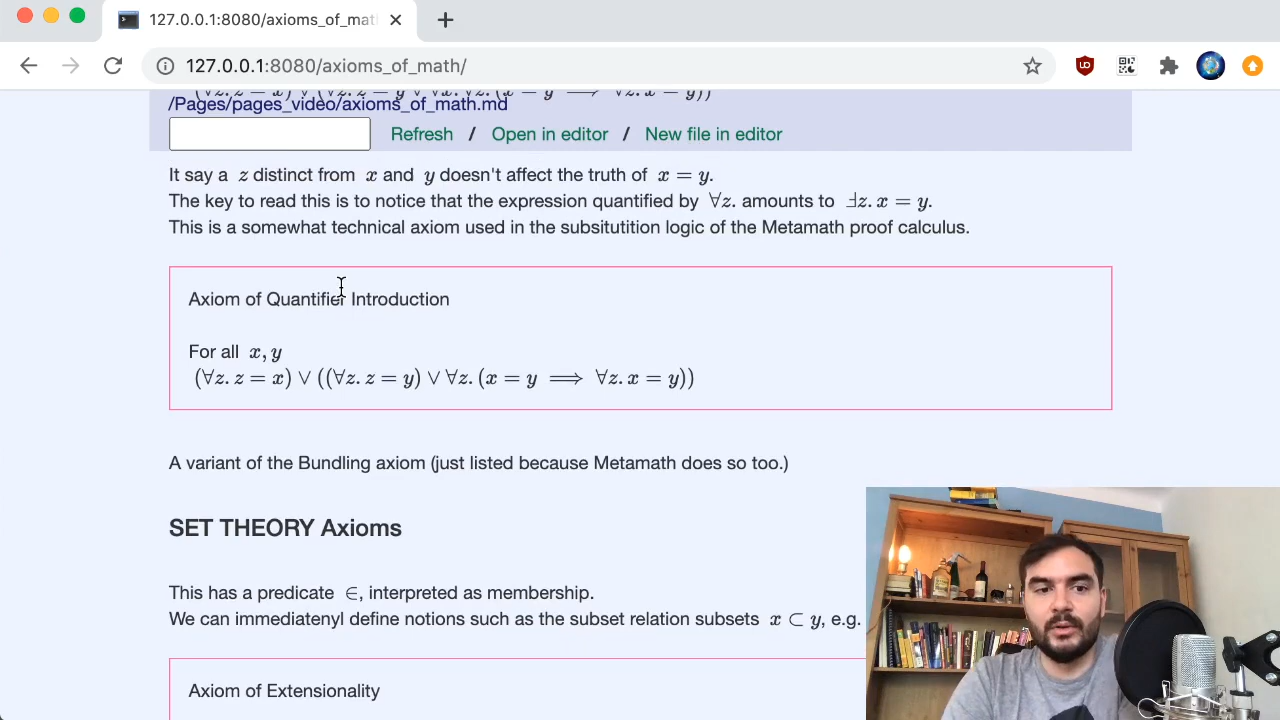 127.0.0.1:8080/axioms_of_mat
127.0.0.1:8080/axioms_of_math/
(∀z. z = x) ∨ (∀z. z = y ∨ ∀x. ∀z. (x = y ⟹ ∀z. x = y))
/Pages/pages_video/axioms_of_math.md
Refresh / Open in editor / New file in editor
It say a z distinct from x and y doesn't affect the truth of x = y.
The key to read this is to notice that the expression quantified by ∀z. amounts to ∃z. x = y.
This is a somewhat technical axiom used in the subsitutition logic of the Metamath proof calculus.
Axiom of Quantifier Introduction
For all x, y
(∀z. z = x) ∨ ((∀z. z = y) ∨ ∀z. (x = y ⟹ ∀z. x = y))
A variant of the Bundling axiom (just listed because Metamath does so too.)
SET THEORY Axioms
This has a predicate ∈, interpreted as membership.
We can immediatenyl define notions such as the subset relation subsets x ⊂ y, e.g.
Axiom of Extensionality